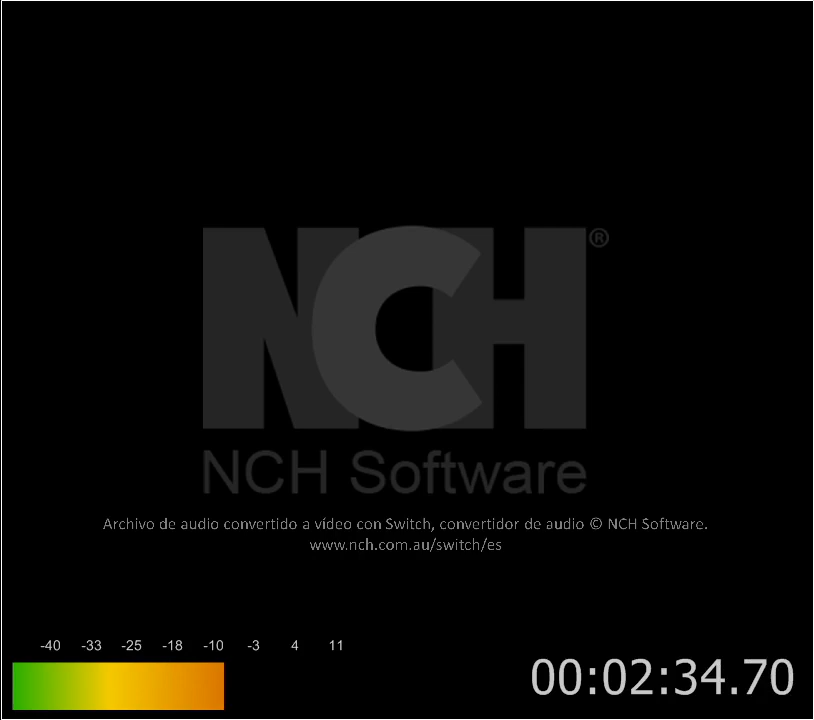 NCH®
NCH Software
Archivo de audio convertido a vídeo con Switch, convertidor de audio © NCH Software.
www.nch.com.au/switch/es
-40 -33 -25 -18 -10 -3 4 11
00:02:34.70